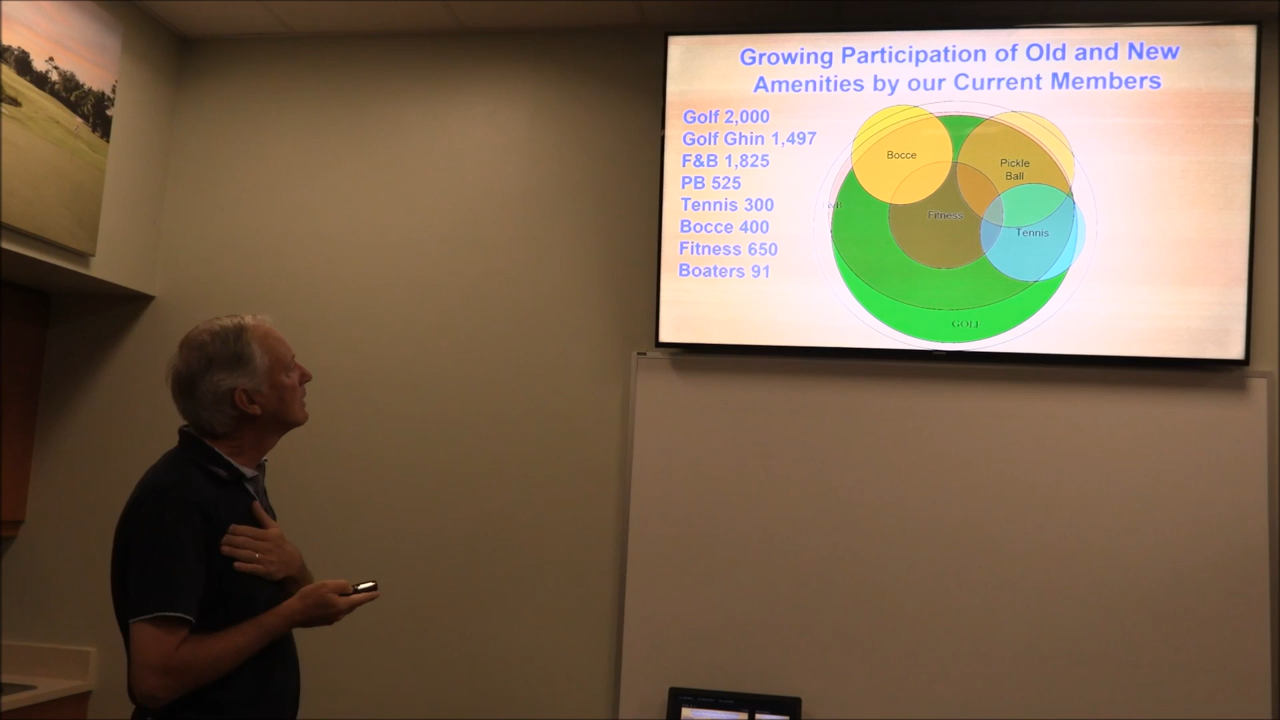 Growing Participation of Old and New
Amenities by our Current Members
Golf 2,000
Golf Ghin 1,497
F&B 1,825
PB 525
Tennis 300
Bocce 400
Fitness 650
Boaters 91
Bocce
Pickle
Ball
F&B
Fitness
Tennis
GOLF